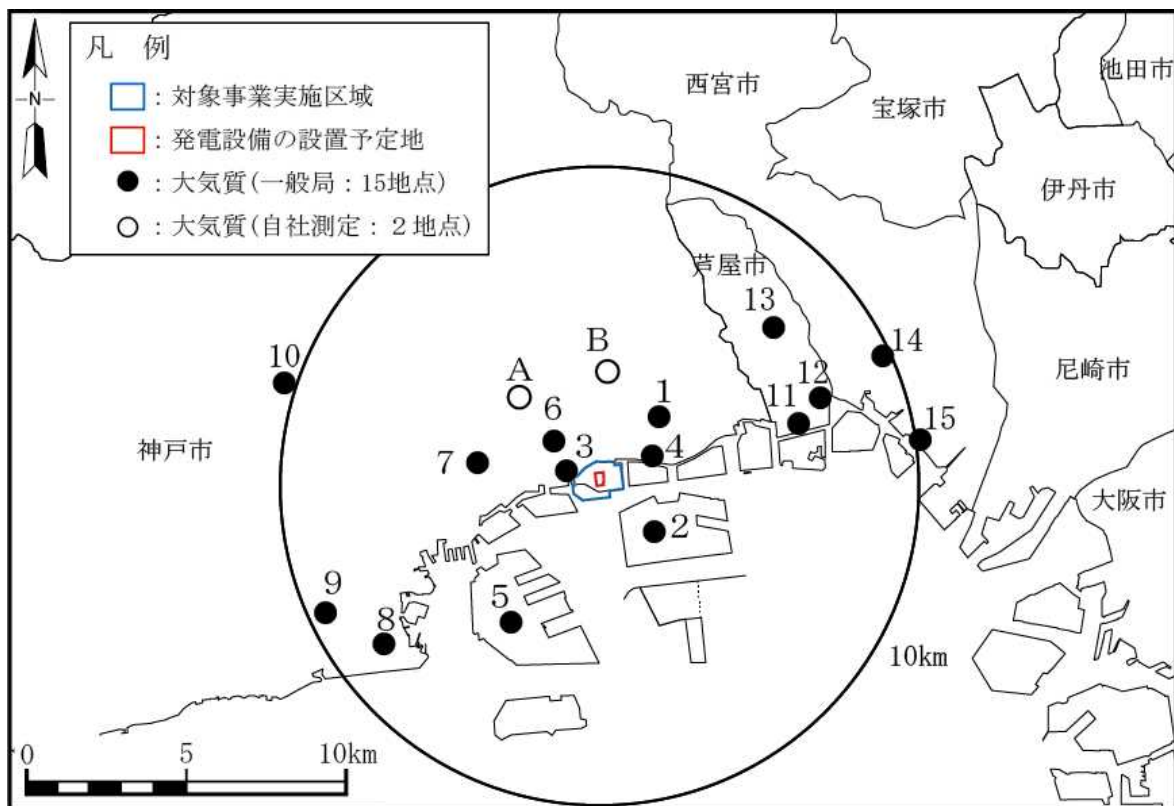 凡 例
：対象事業実施区域
：発電設備の設置予定地
：大気質(一般局：15地点)
：大気質(自社測定：２地点)
N
西宮市
宝塚市
池田市
伊丹市
芦屋市
尼崎市
大阪市
神戸市
13
14
10
B
A
12
1
11
15
6
7
3
4
2
9
5
8
10km
0
5
10km